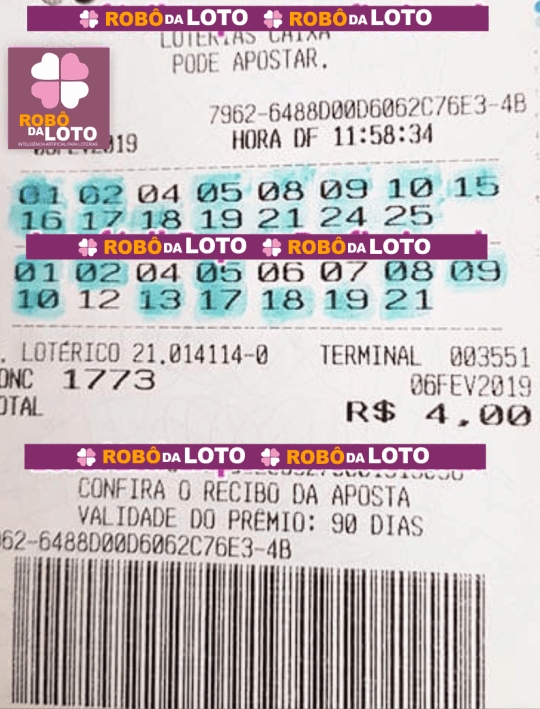 ROBÔ DA LOTO ROBÔ DA LOTO
LOTERIAS CAIXA
PODE APOSTAR.
ROBÔ
DA LOTO
INTELIGÊNCIA ARTIFICIAL PARA LOTERIAS
7962-6488D00D6062C76E3-4B
06FEV2019 HORA DF 11:58:34
01 02 04 05 08 09 10 15
16 17 18 19 21 24 25
ROBÔ DA LOTO ROBÔ DA LOTO
01 02 04 05 06 07 08 09
10 12 13 17 18 19 21
. LOTÉRICO 21.014114-0 TERMINAL 003551
ONC 1773 06FEV2019
OTAL R$ 4,00
ROBÔ DA LOTO ROBÔ DA LOTO
CONFIRA O RECIBO DA APOSTA
VALIDADE DO PRÊMIO: 90 DIAS
962-6488D00D6062C76E3-4B